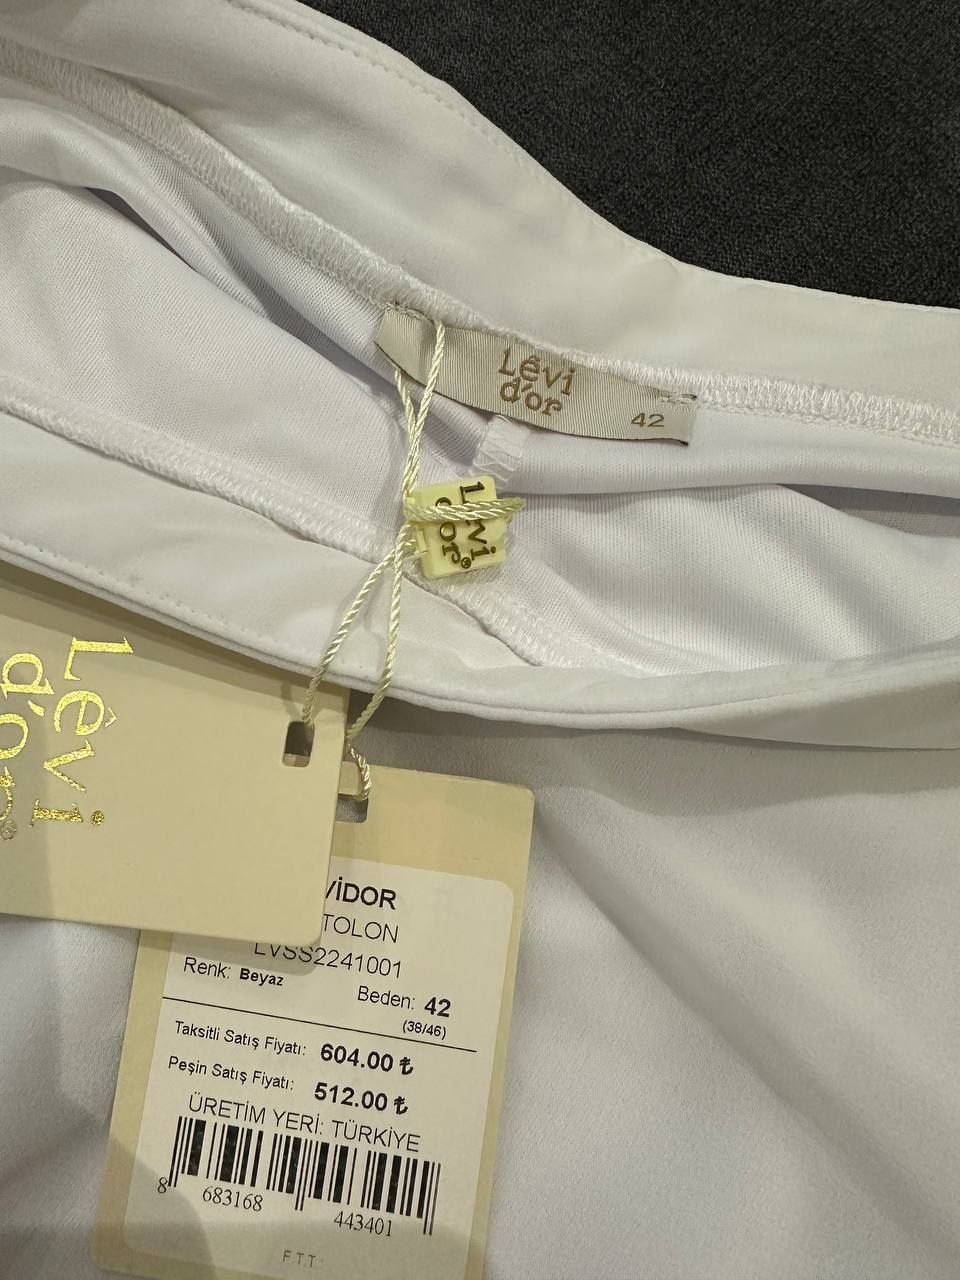 Lêvi
d'or
42
Lêvi
dor®
Lêvi
d'or®
VİDOR
TOLON
LVSS2241001
Renk: Beyaz
Beden: 42
(38/46)
Taksitli Satış Fiyatı: 604.00 ₺
Peşin Satış Fiyatı: 512.00 ₺
ÜRETİM YERİ: TÜRKİYE
8 683168 443401
F.T.T.: